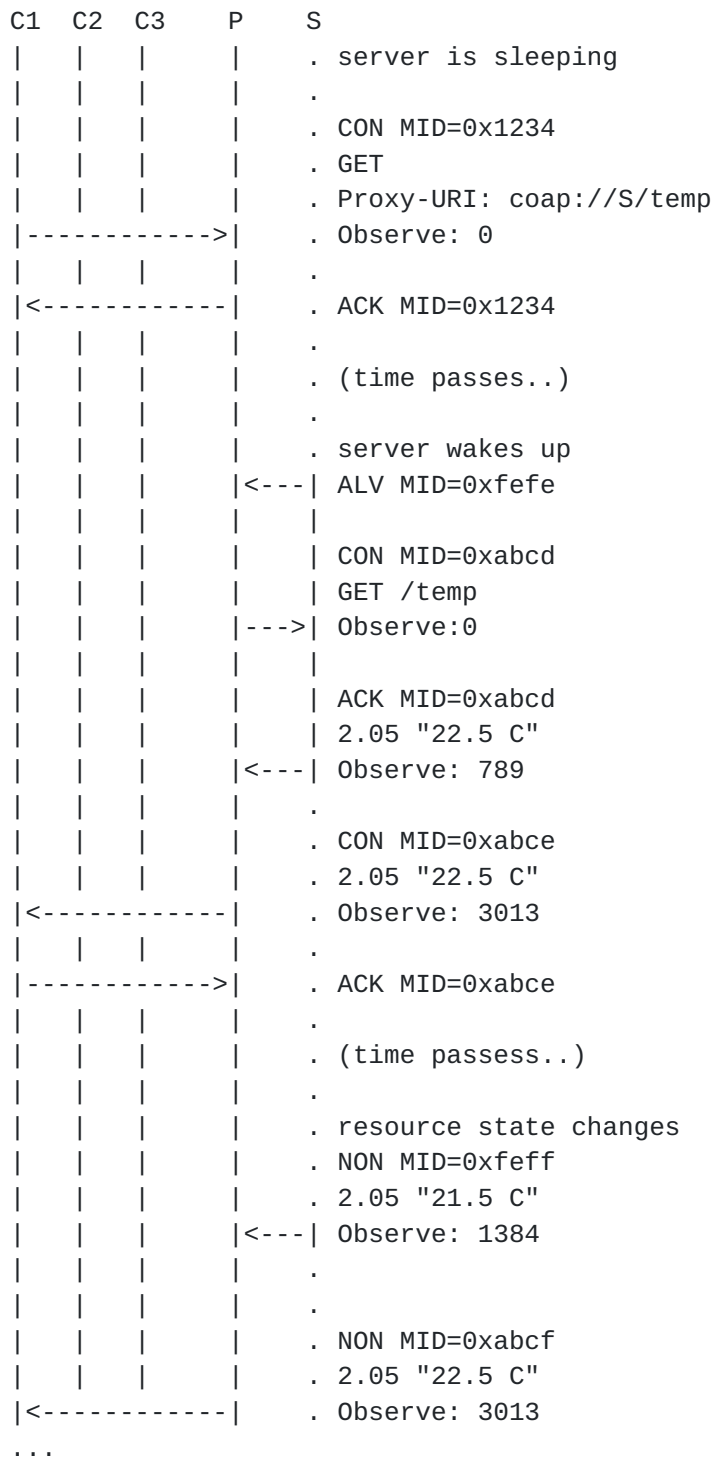 C1  C2  C3    P    S
|   |   |     |    . server is sleeping
|   |   |     |    .
|   |   |     |    . CON MID=0x1234
|   |   |     |    . GET
|   |   |     |    . Proxy-URI: coap://S/temp
|------------>|    . Observe: 0
|   |   |     |    .
|<------------|    . ACK MID=0x1234
|   |   |     |    .
|   |   |     |    . (time passes..)
|   |   |     |    .
|   |   |     |    . server wakes up
|   |   |     |<---| ALV MID=0xfefe
|   |   |     |    |
|   |   |     |    | CON MID=0xabcd
|   |   |     |    | GET /temp
|   |   |     |--->| Observe:0
|   |   |     |    |
|   |   |     |    | ACK MID=0xabcd
|   |   |     |    | 2.05 "22.5 C"
|   |   |     |<---| Observe: 789
|   |   |     |    .
|   |   |     |    . CON MID=0xabce
|   |   |     |    . 2.05 "22.5 C"
|<------------|    . Observe: 3013
|   |   |     |    .
|------------>|    . ACK MID=0xabce
|   |   |     |    .
|   |   |     |    . (time passess..)
|   |   |     |    .
|   |   |     |    . resource state changes
|   |   |     |    . NON MID=0xfeff
|   |   |     |    . 2.05 "21.5 C"
|   |   |     |<---| Observe: 1384
|   |   |     |    .
|   |   |     |    .
|   |   |     |    . NON MID=0xabcf
|   |   |     |    . 2.05 "22.5 C"
|<------------|    . Observe: 3013
...